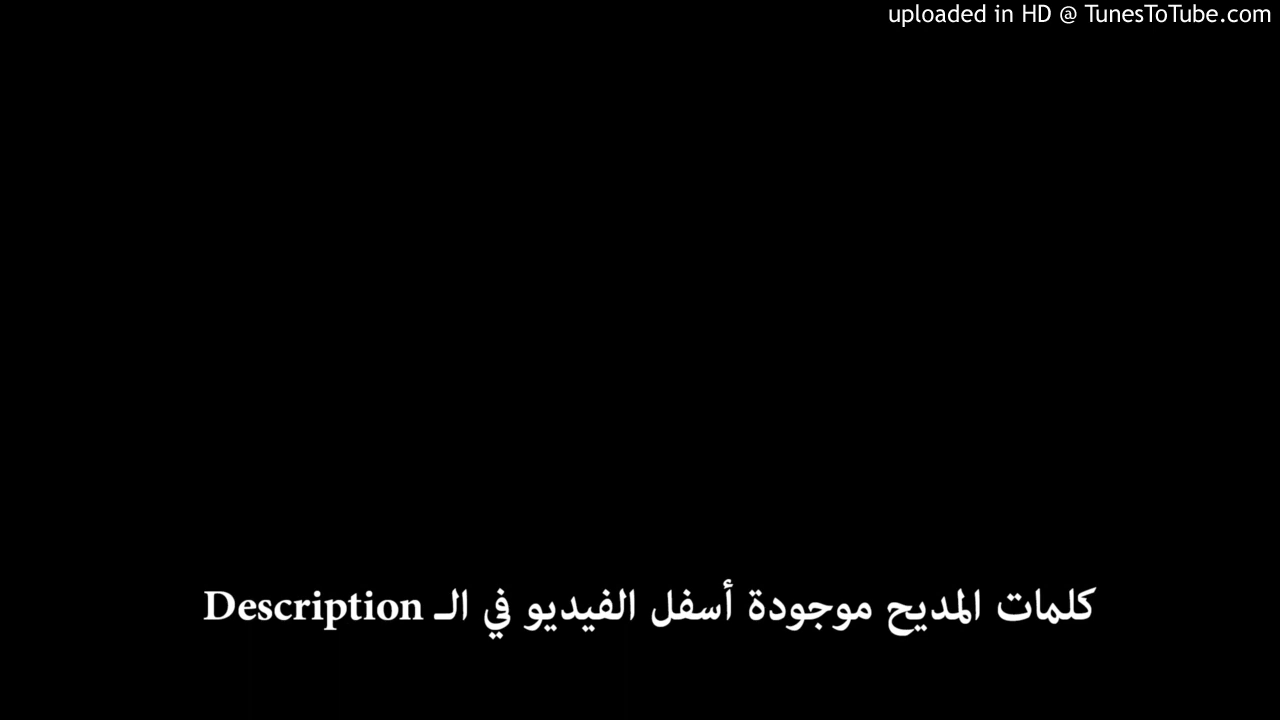 uploaded in HD @ TunesToTube.com
كلمات المديح موجودة أسفل الفيديو في الـ Description